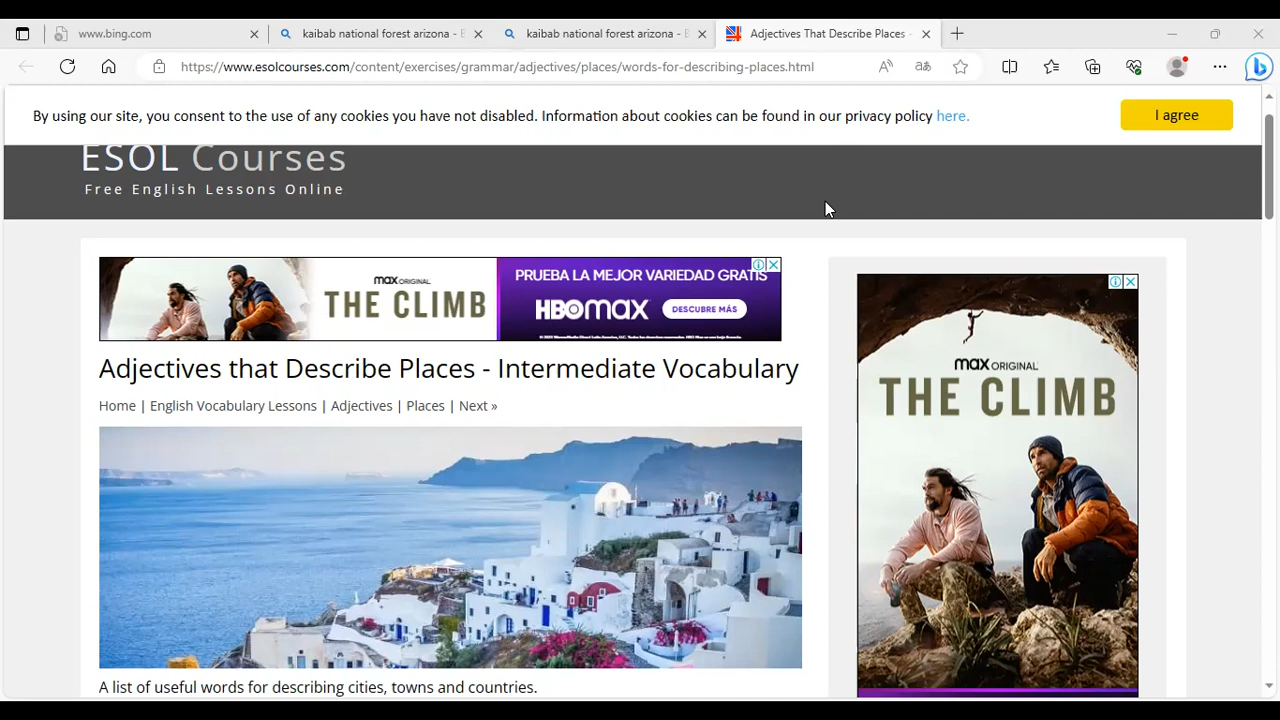 www.bing.com
kaibab national forest arizona - B
kaibab national forest arizona - B
Adjectives That Describe Places -
https://www.esolcourses.com/content/exercises/grammar/adjectives/places/words-for-describing-places.html
By using our site, you consent to the use of any cookies you have not disabled. Information about cookies can be found in our privacy policy here.
I agree
ESOL Courses
Free English Lessons Online
max ORIGINAL
THE CLIMB
PRUEBA LA MEJOR VARIEDAD GRATIS
HBOMAX
DESCUBRE MÁS
Adjectives that Describe Places - Intermediate Vocabulary
Home | English Vocabulary Lessons | Adjectives | Places | Next »
A list of useful words for describing cities, towns and countries.
max ORIGINAL
THE CLIMB